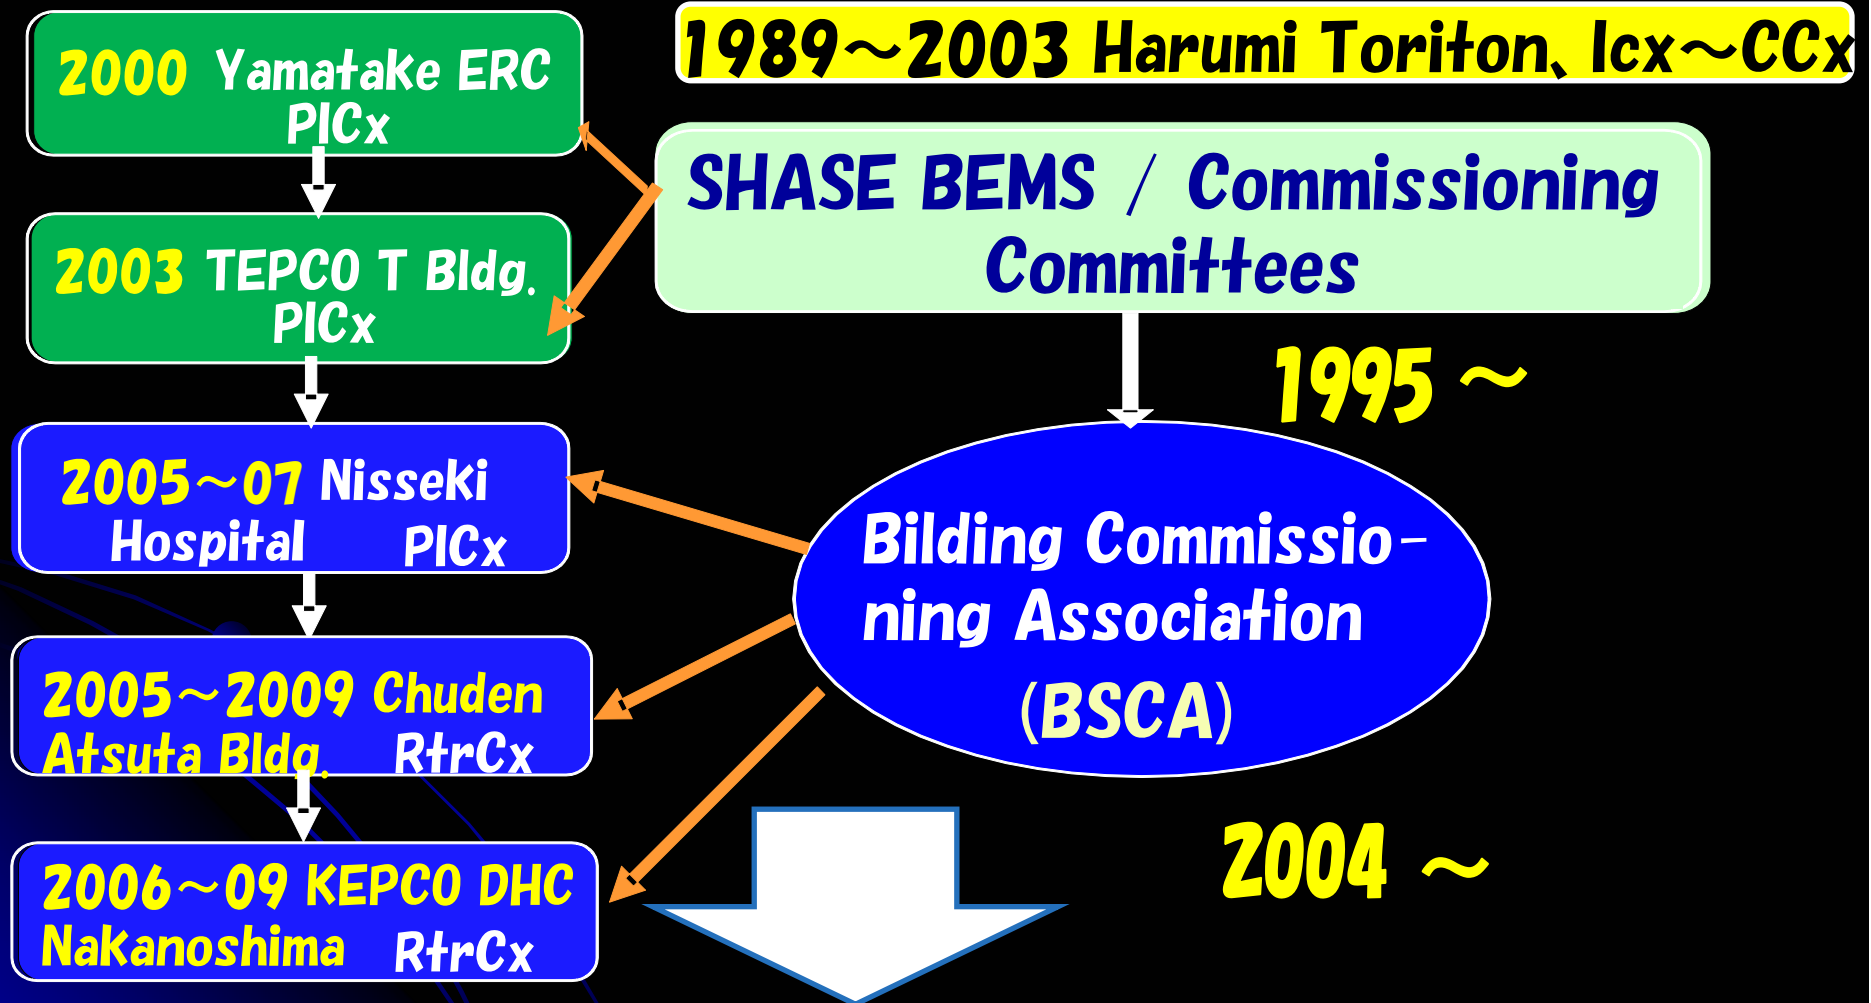 1989～2003 Harumi Toriton、Icx～CCx
2000 Yamatake ERC
PICx
2003 TEPCO T Bldg.
PICx
2005～07 Nisseki
Hospital PICx
2005～2009 Chuden
Atsuta Bldg. RtrCx
2006～09 KEPCO DHC
Nakanoshima RtrCx
SHASE BEMS / Commissioning
Committees
1995 ～
Bilding Commissio-
ning Association
(BSCA)
2004 ～